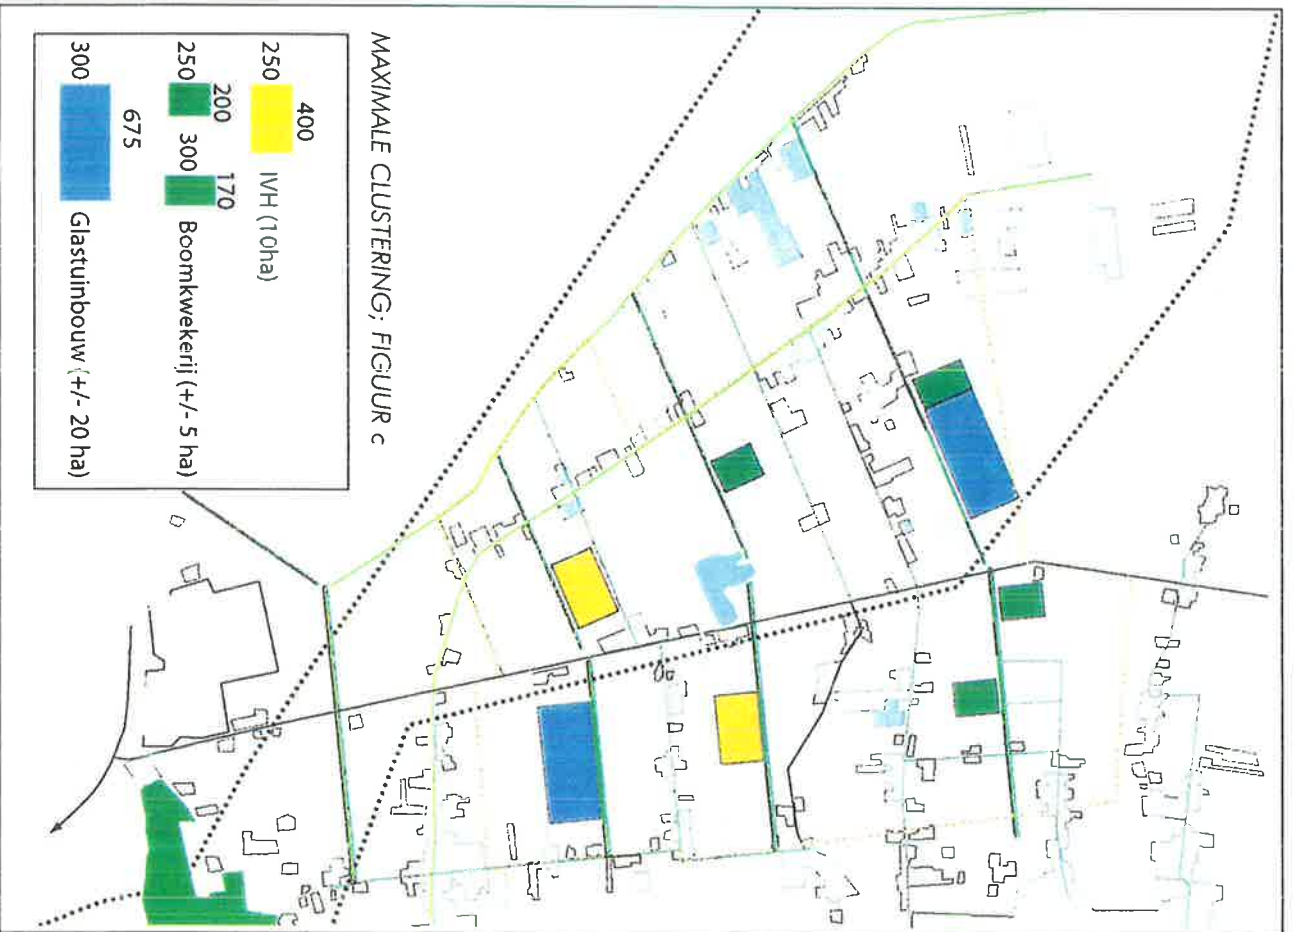 MAXIMALE CLUSTERING; FIGUUR c
400
250 IVH (10ha)
200 170
250 300 Boomkwekerij (+/- 5 ha)
675
300 Glastuinbouw (+/- 20 ha)